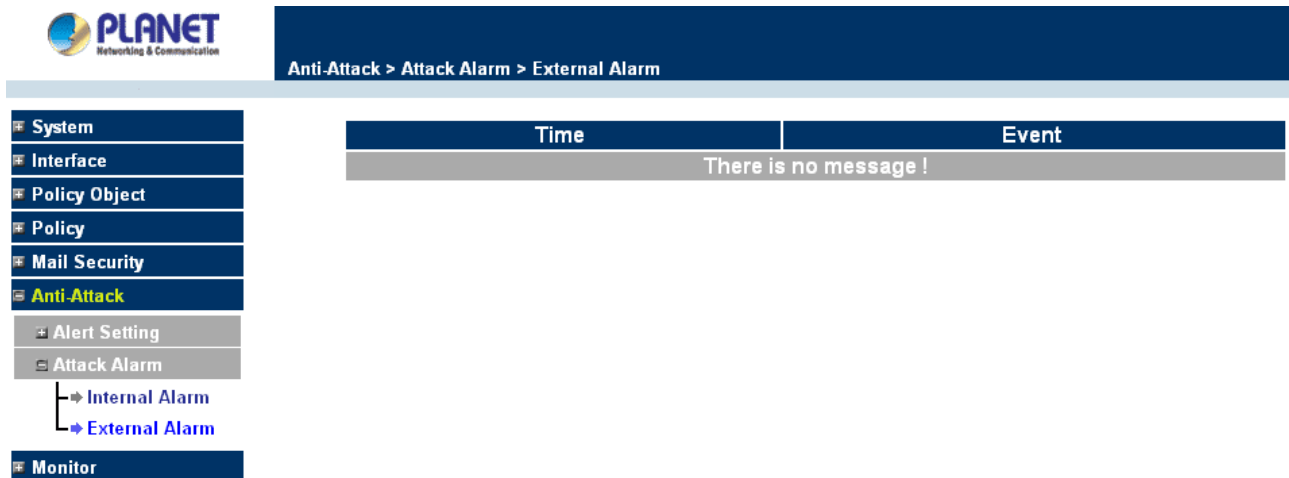 PLANET
Networking & Communication
Anti-Attack > Attack Alarm > External Alarm
System
Interface
Policy Object
Policy
Mail Security
Anti-Attack
Alert Setting
Attack Alarm
Internal Alarm
External Alarm
Monitor
Time Event
There is no message !